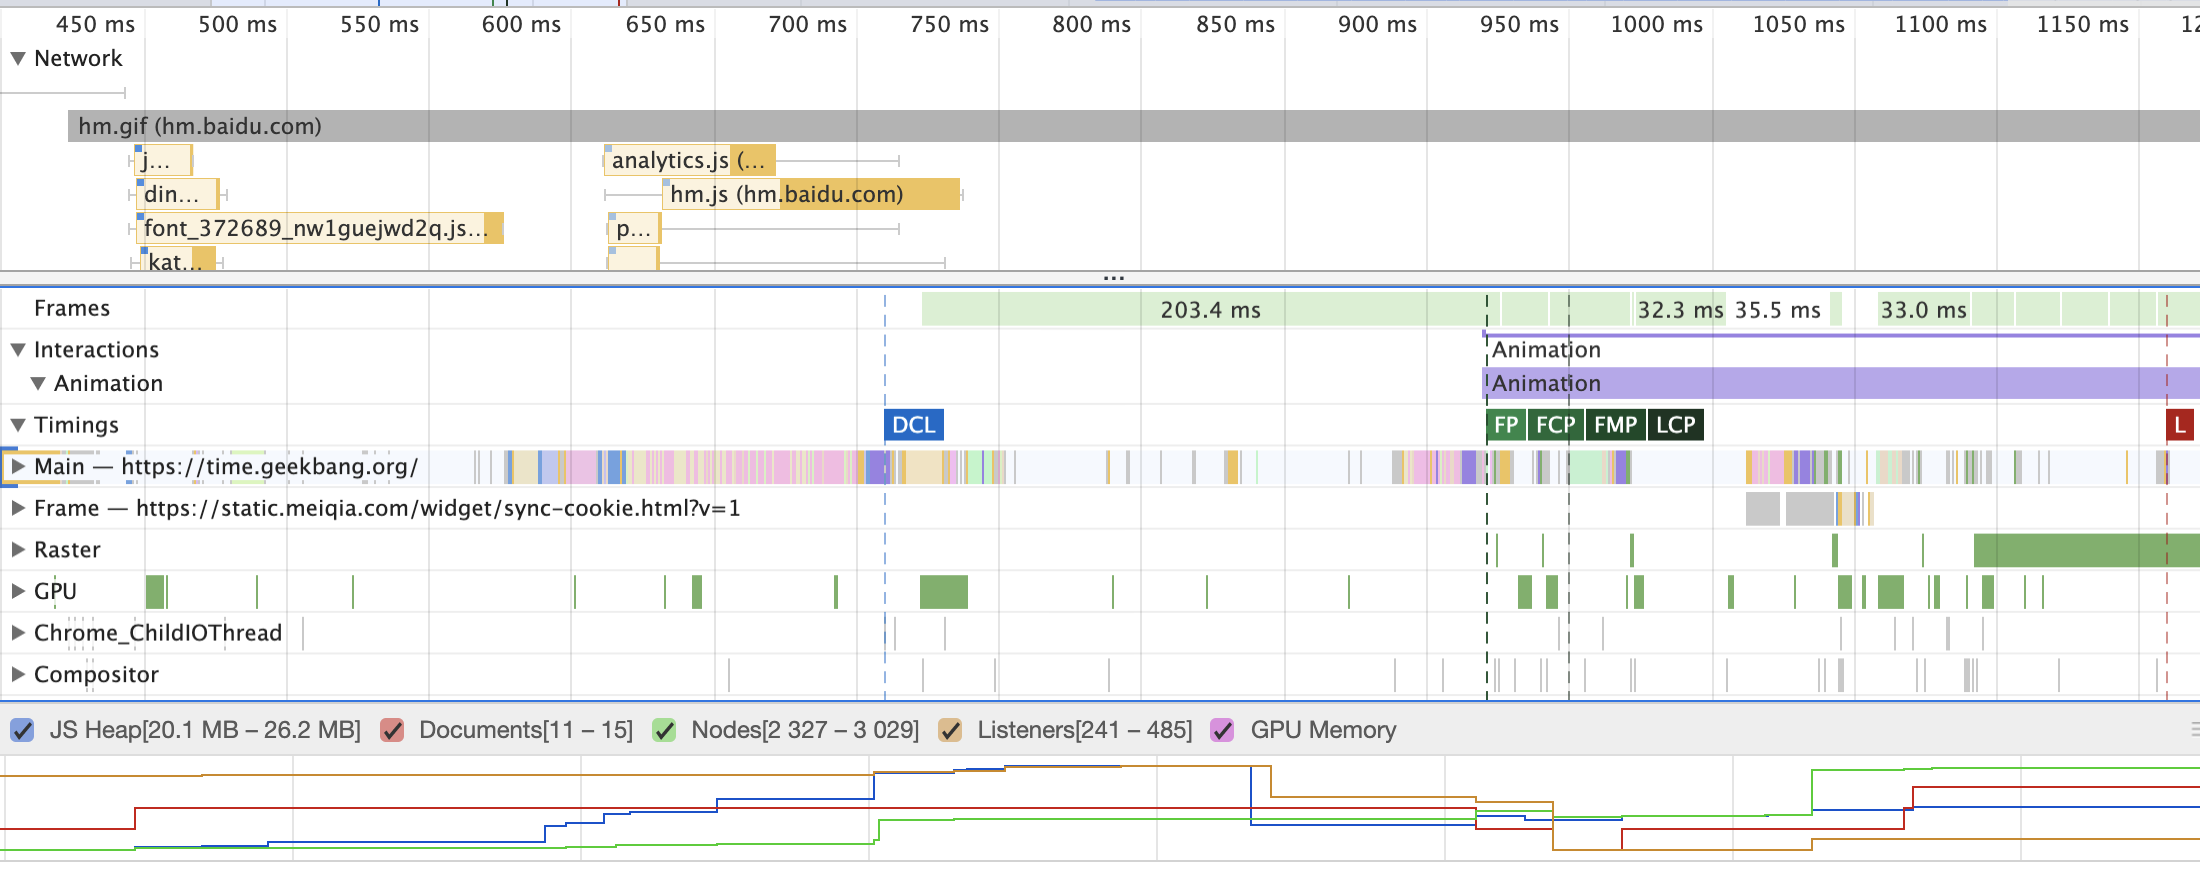 450 ms 500 ms 550 ms 600 ms 650 ms 700 ms 750 ms 800 ms 850 ms 900 ms 950 ms 1000 ms 1050 ms 1100 ms 1150 ms 12
Network
hm.gif (hm.baidu.com)
j... analytics.js (...
din... hm.js (hm.baidu.com)
font_372689_nw1guejwd2q.js... p...
kat...
...
Frames 203.4 ms 32.3 ms 35.5 ms 33.0 ms
Interactions Animation
Animation Animation
Timings DCL FP FCP FMP LCP L
Main — https://time.geekbang.org/
Frame — https://static.meiqia.com/widget/sync-cookie.html?v=1
Raster
GPU
Chrome_ChildIOThread
Compositor
JS Heap[20.1 MB – 26.2 MB] Documents[11 – 15] Nodes[2 327 – 3 029] Listeners[241 – 485] GPU Memory